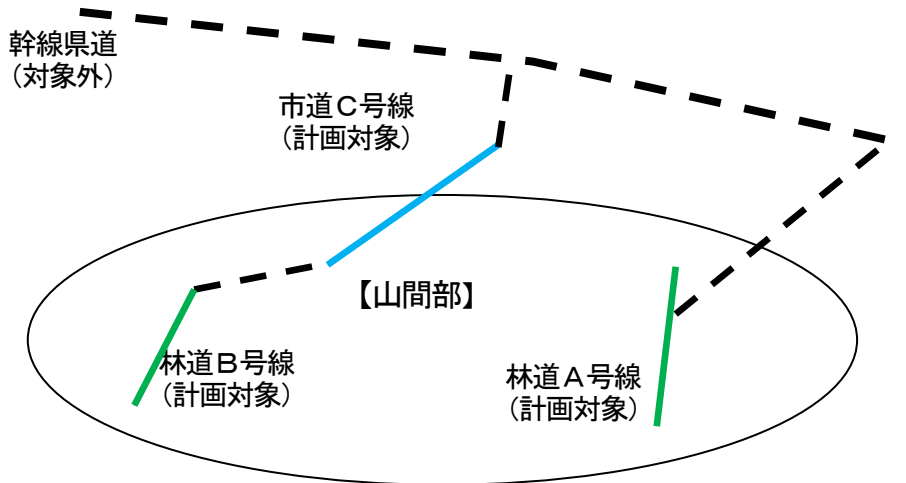 幹線県道
（対象外）
市道Ｃ号線
（計画対象）
【山間部】
林道Ｂ号線
（計画対象）
林道Ａ号線
（計画対象）